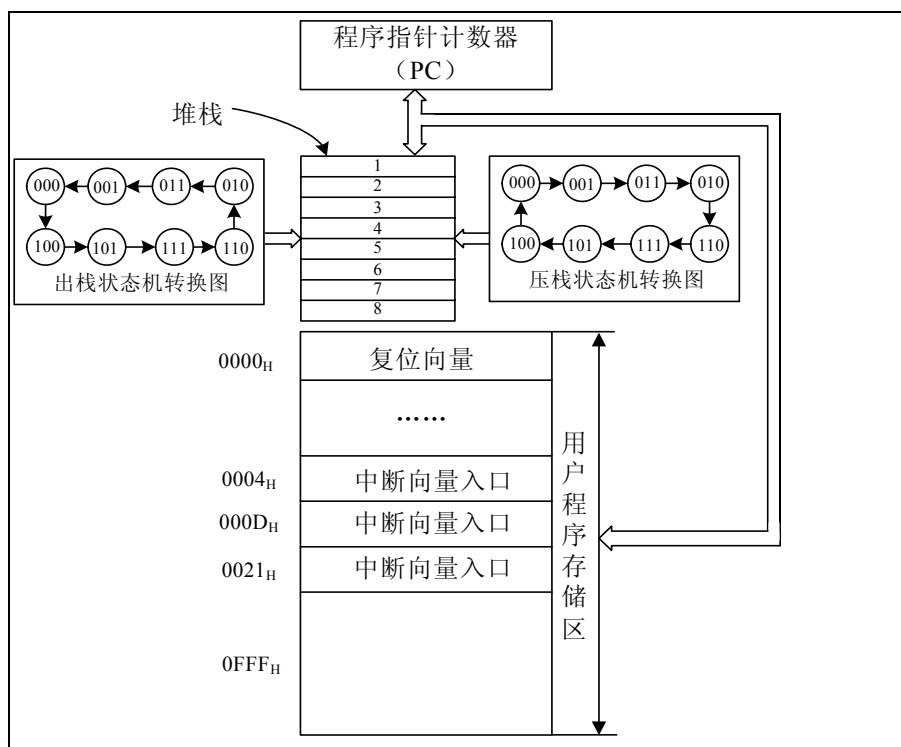 程序指针计数器
（PC）
堆栈
000 001 011 010
100 101 111 110
出栈状态机转换图
1
2
3
4
5
6
7
8
000 001 011 010
100 101 111 110
压栈状态机转换图
0000H 复位向量
……
0004H 中断向量入口
000DH 中断向量入口
0021H 中断向量入口
0FFFH
用户程序存储区